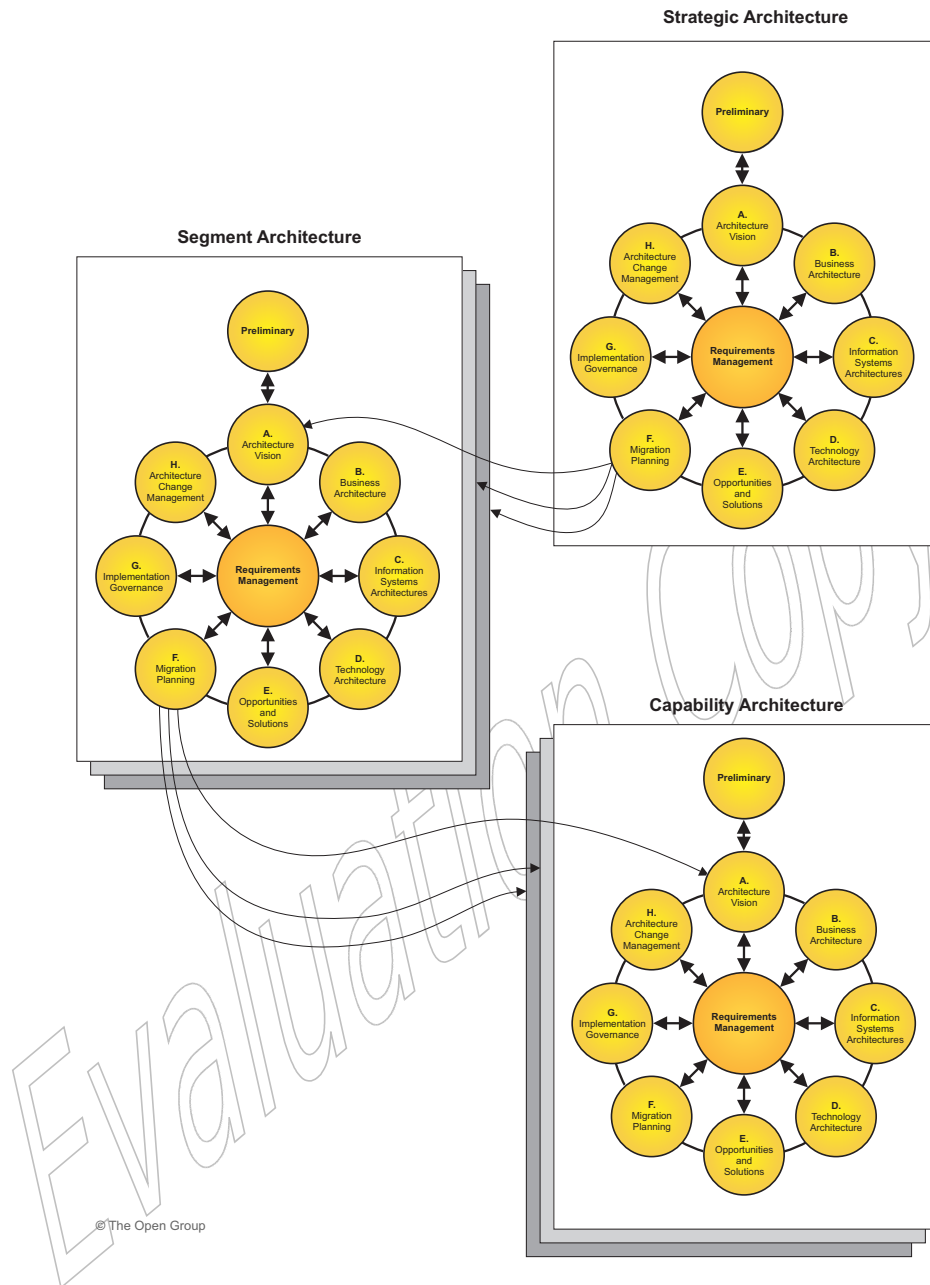 Strategic Architecture
Preliminary
A.
Architecture
Vision
H.
Architecture
Change
Management
B.
Business
Architecture
G.
Implementation
Governance
Requirements
Management
C.
Information
Systems
Architectures
F.
Migration
Planning
D.
Technology
Architecture
E.
Opportunities
and
Solutions
Segment Architecture
Preliminary
A.
Architecture
Vision
H.
Architecture
Change
Management
B.
Business
Architecture
G.
Implementation
Governance
Requirements
Management
C.
Information
Systems
Architectures
F.
Migration
Planning
D.
Technology
Architecture
E.
Opportunities
and
Solutions
Capability Architecture
Preliminary
A.
Architecture
Vision
H.
Architecture
Change
Management
B.
Business
Architecture
G.
Implementation
Governance
Requirements
Management
C.
Information
Systems
Architectures
F.
Migration
Planning
D.
Technology
Architecture
E.
Opportunities
and
Solutions
Evaluation Copy
© The Open Group